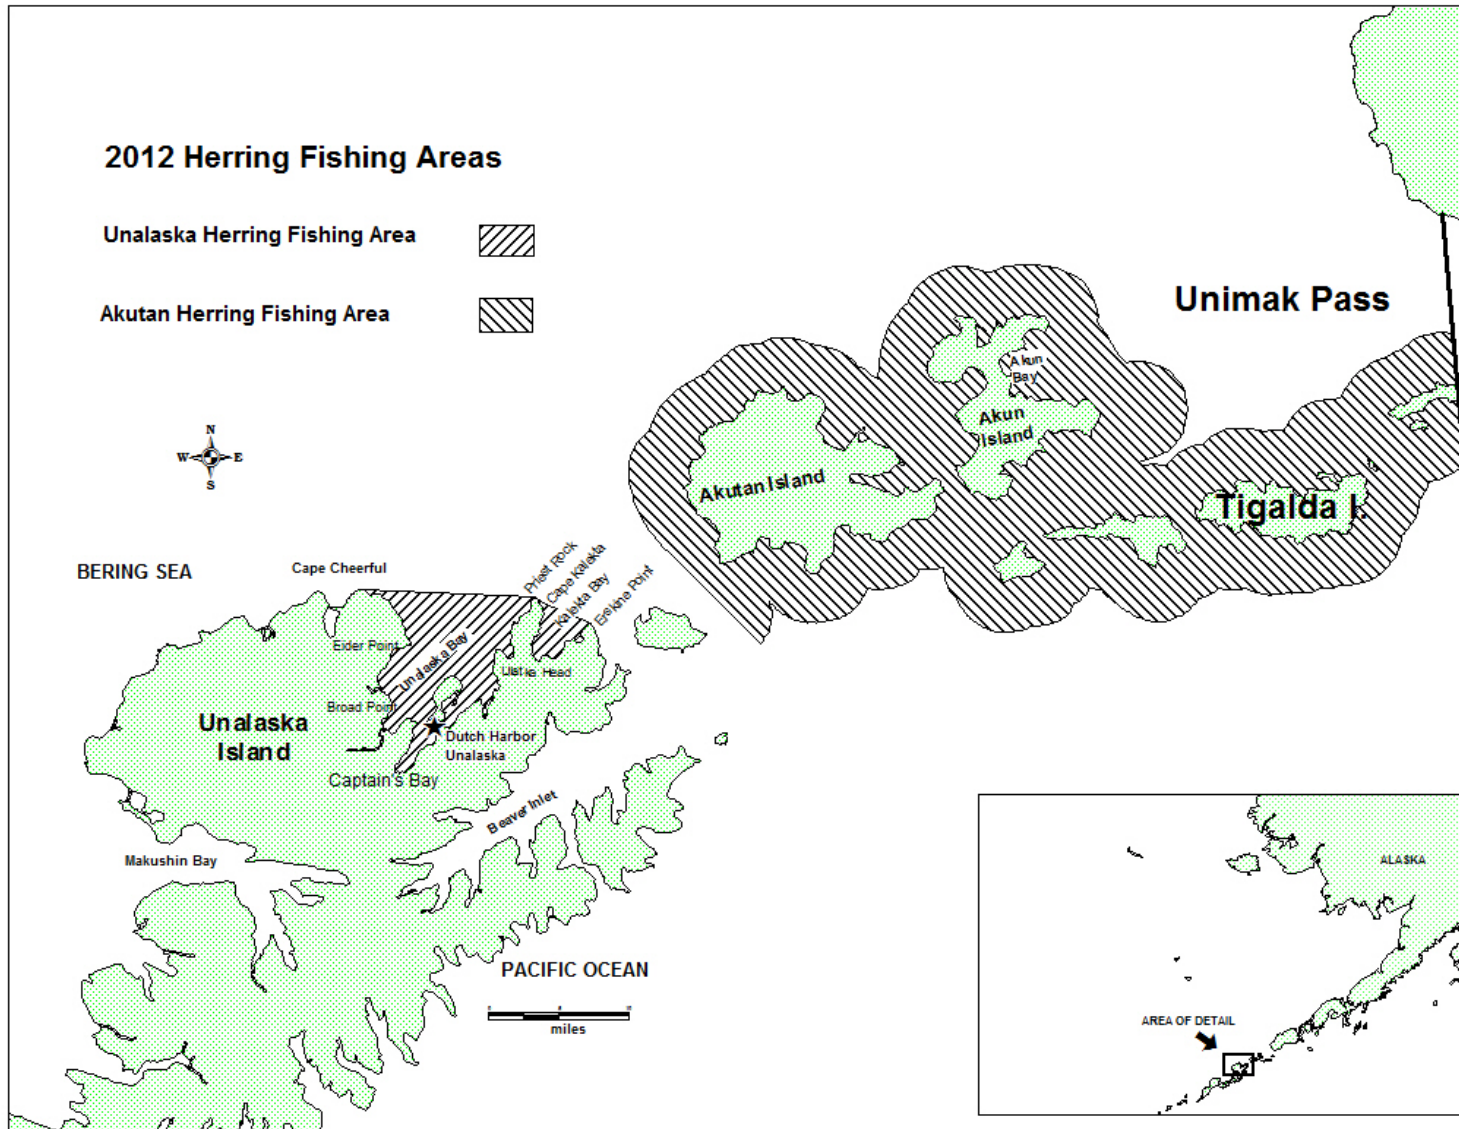 2012 Herring Fishing Areas
Unalaska Herring Fishing Area
Akutan Herring Fishing Area
Unimak Pass
N
W
E
S
Akun
Bay
Akun
Island
Akutan Island
Tigalda I.
BERING SEA
Cape Cheerful
Priest Rock
Cape Kalekta
Kalekta Bay
Erskine Point
Eider Point
Unalaska Bay
Ulatka Head
Broad Point
Unalaska
Island
Dutch Harbor
Unalaska
Captain's Bay
Beaver Inlet
Makushin Bay
PACIFIC OCEAN
miles
ALASKA
AREA OF DETAIL